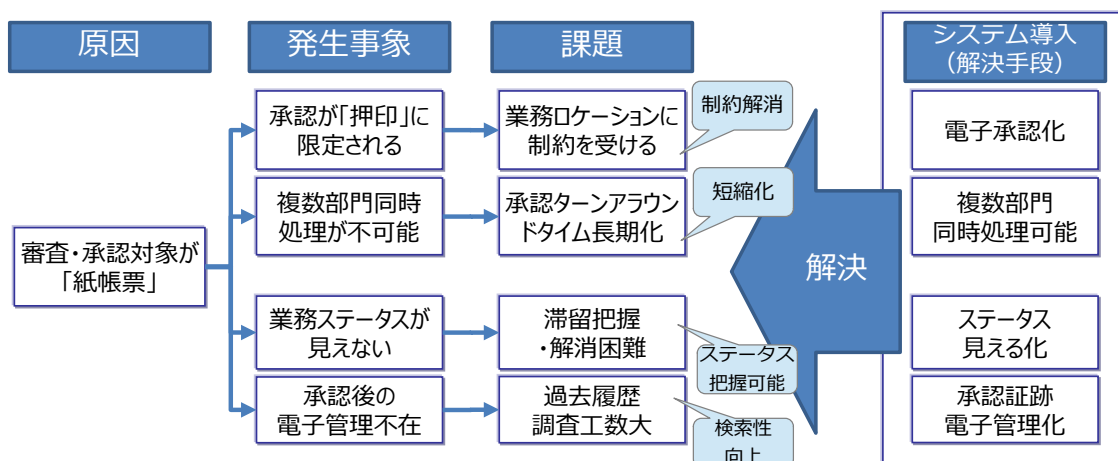 原因
発生事象
課題
システム導入
（解決手段）
審査・承認対象が
「紙帳票」
承認が「押印」に
限定される
業務ロケーションに
制約を受ける
制約解消
電子承認化
複数部門同時
処理が不可能
承認ターンアラウン
ドタイム長期化
短縮化
複数部門
同時処理可能
解決
業務ステータスが
見えない
滞留把握
・解消困難
ステータス
把握可能
ステータス
見える化
承認後の
電子管理不在
過去履歴
調査工数大
検索性
向上
承認証跡
電子管理化